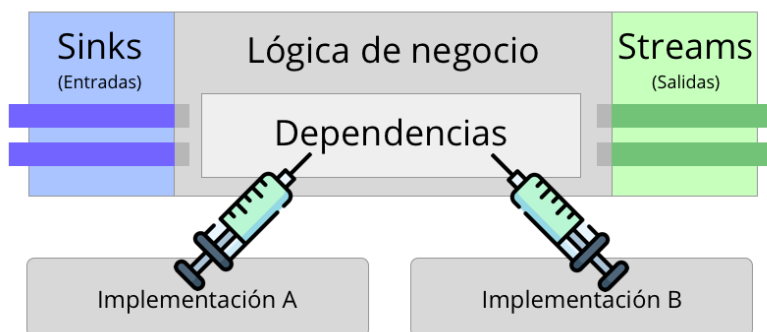 Sinks
(Entradas)
Lógica de negocio
Streams
(Salidas)
Dependencias
Implementación A
Implementación B